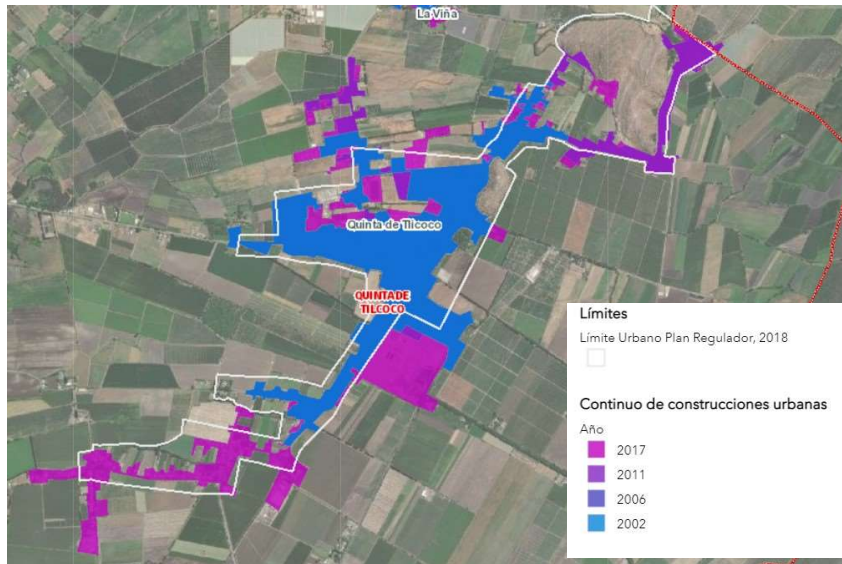 La Viña
Quinta de Tilcoco
QUINTA DE
TILCOCO
Límites
Límite Urbano Plan Regulador, 2018
Continuo de construcciones urbanas
Año
2017
2011
2006
2002